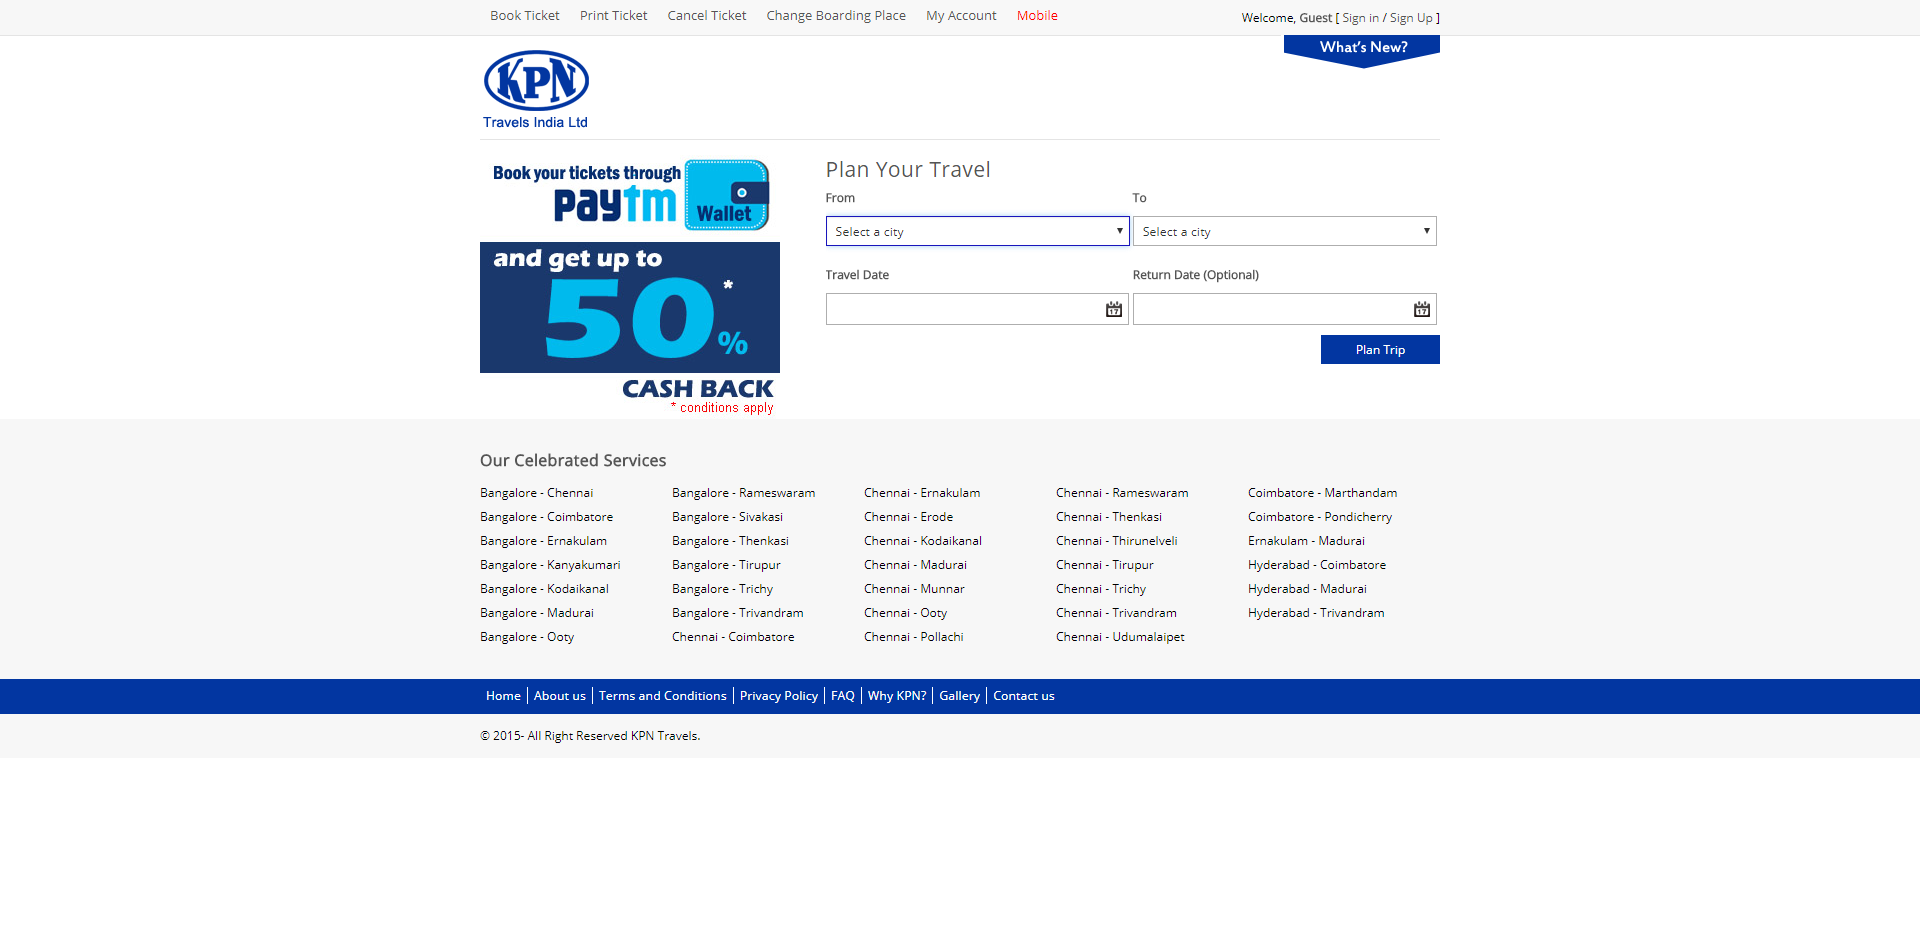 Book Ticket Print Ticket Cancel Ticket Change Boarding Place My Account Mobile
Welcome, Guest [ Sign in / Sign Up ]
What's New?
KPN
Travels India Ltd
Book your tickets through
paytm
Wallet
and get up to
50%*
CASH BACK
* conditions apply
Plan Your Travel
From To
Select a city Select a city
Travel Date Return Date (Optional)
17 17
Plan Trip
Our Celebrated Services
Bangalore - Chennai
Bangalore - Coimbatore
Bangalore - Ernakulam
Bangalore - Kanyakumari
Bangalore - Kodaikanal
Bangalore - Madurai
Bangalore - Ooty
Bangalore - Rameswaram
Bangalore - Sivakasi
Bangalore - Thenkasi
Bangalore - Tirupur
Bangalore - Trichy
Bangalore - Trivandram
Chennai - Coimbatore
Chennai - Ernakulam
Chennai - Erode
Chennai - Kodaikanal
Chennai - Madurai
Chennai - Munnar
Chennai - Ooty
Chennai - Pollachi
Chennai - Rameswaram
Chennai - Thenkasi
Chennai - Thirunelveli
Chennai - Tirupur
Chennai - Trichy
Chennai - Trivandram
Chennai - Udumalaipet
Coimbatore - Marthandam
Coimbatore - Pondicherry
Ernakulam - Madurai
Hyderabad - Coimbatore
Hyderabad - Madurai
Hyderabad - Trivandram
Home About us Terms and Conditions Privacy Policy FAQ Why KPN? Gallery Contact us
© 2015- All Right Reserved KPN Travels.